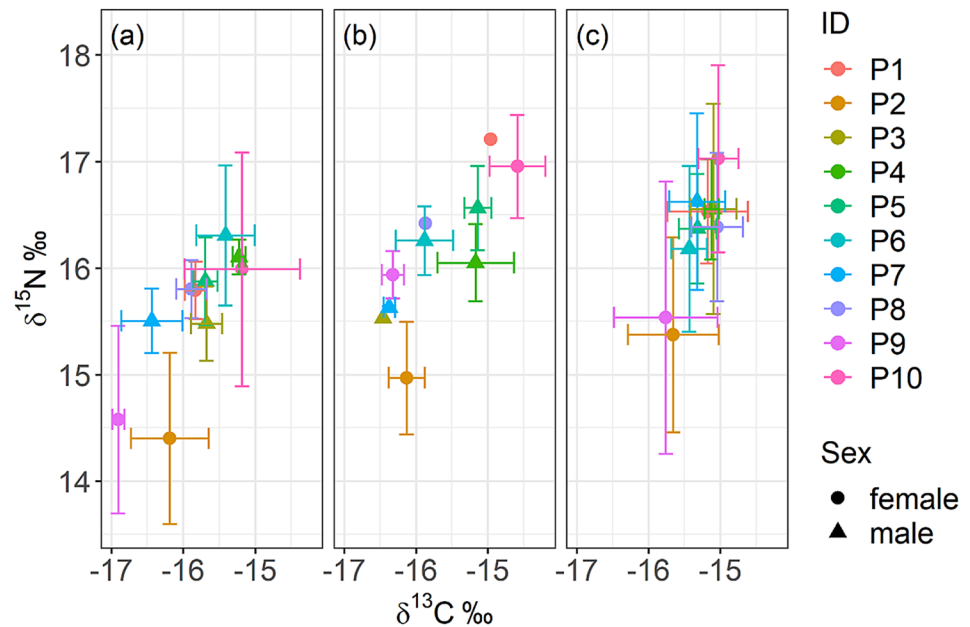 (a) (b) (c)
18
17
16
15
14
-17 -16 -15 -17 -16 -15 -17 -16 -15
δ15N ‰
δ13C ‰
ID
P1
P2
P3
P4
P5
P6
P7
P8
P9
P10
Sex
female
male